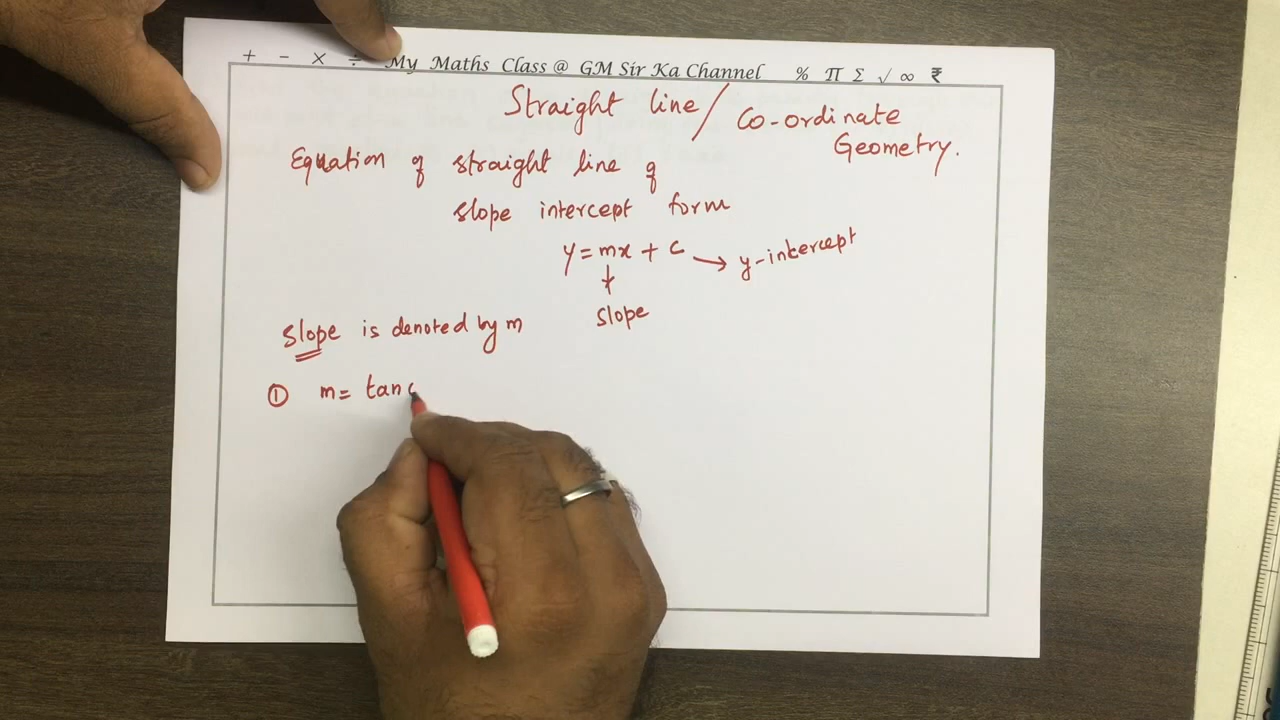 + − × ÷ My Maths Class @ GM Sir Ka Channel % Π Σ √ ∞ ₹
Straight line / Co-ordinate
Geometry.
Equation of straight line of
slope intercept form
y = mx + c → y-intercept
↓
slope
slope is denoted by m
① m = tan